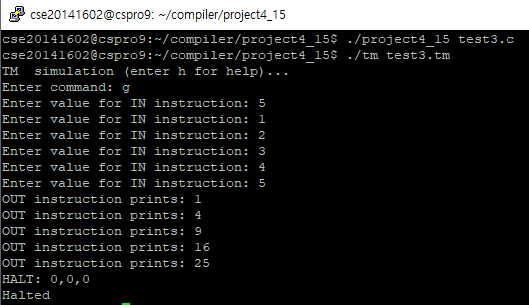 cse20141602@cspro9: ~/compiler/project4_15
cse20141602@cspro9:~/compiler/project4_15$ ./project4_15 test3.c
cse20141602@cspro9:~/compiler/project4_15$ ./tm test3.tm
TM  simulation (enter h for help)...
Enter command: g
Enter value for IN instruction: 5
Enter value for IN instruction: 1
Enter value for IN instruction: 2
Enter value for IN instruction: 3
Enter value for IN instruction: 4
Enter value for IN instruction: 5
OUT instruction prints: 1
OUT instruction prints: 4
OUT instruction prints: 9
OUT instruction prints: 16
OUT instruction prints: 25
HALT: 0,0,0
Halted